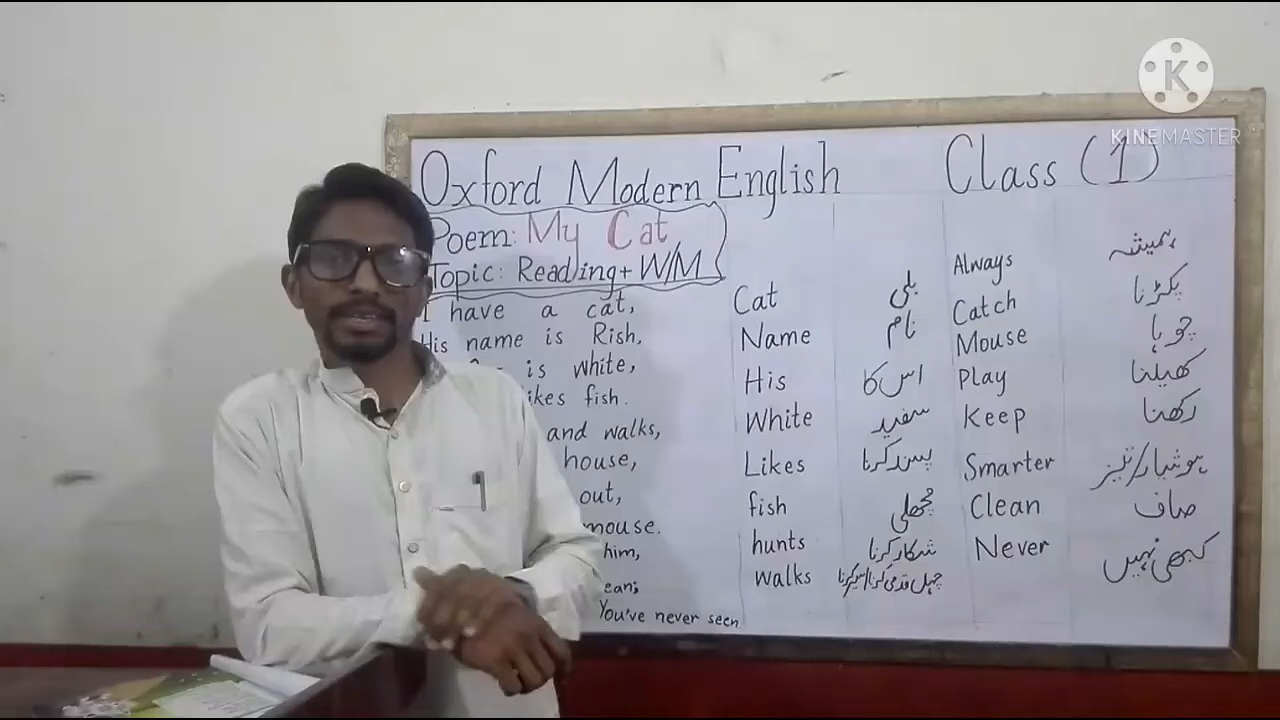 K
KINEMASTER
Oxford Modern English Class (1)
Poem: My Cat
Topic: Reading + W/M
I have a cat,
His name is Rish,
is white,
likes fish.
and walks,
house,
out,
mouse.
him,
You've never seen
Cat بلی
Name نام
His اس کا
White سفید
Likes پسند کرنا
fish مچھلی
hunts شکار کرنا
walks چہل قدمی کرنا
Always ہمیشہ
Catch پکڑنا
Mouse چوہا
Play کھیلنا
Keep رکھنا
Smarter ہوشیار/تیز
Clean صاف
Never کبھی نہیں